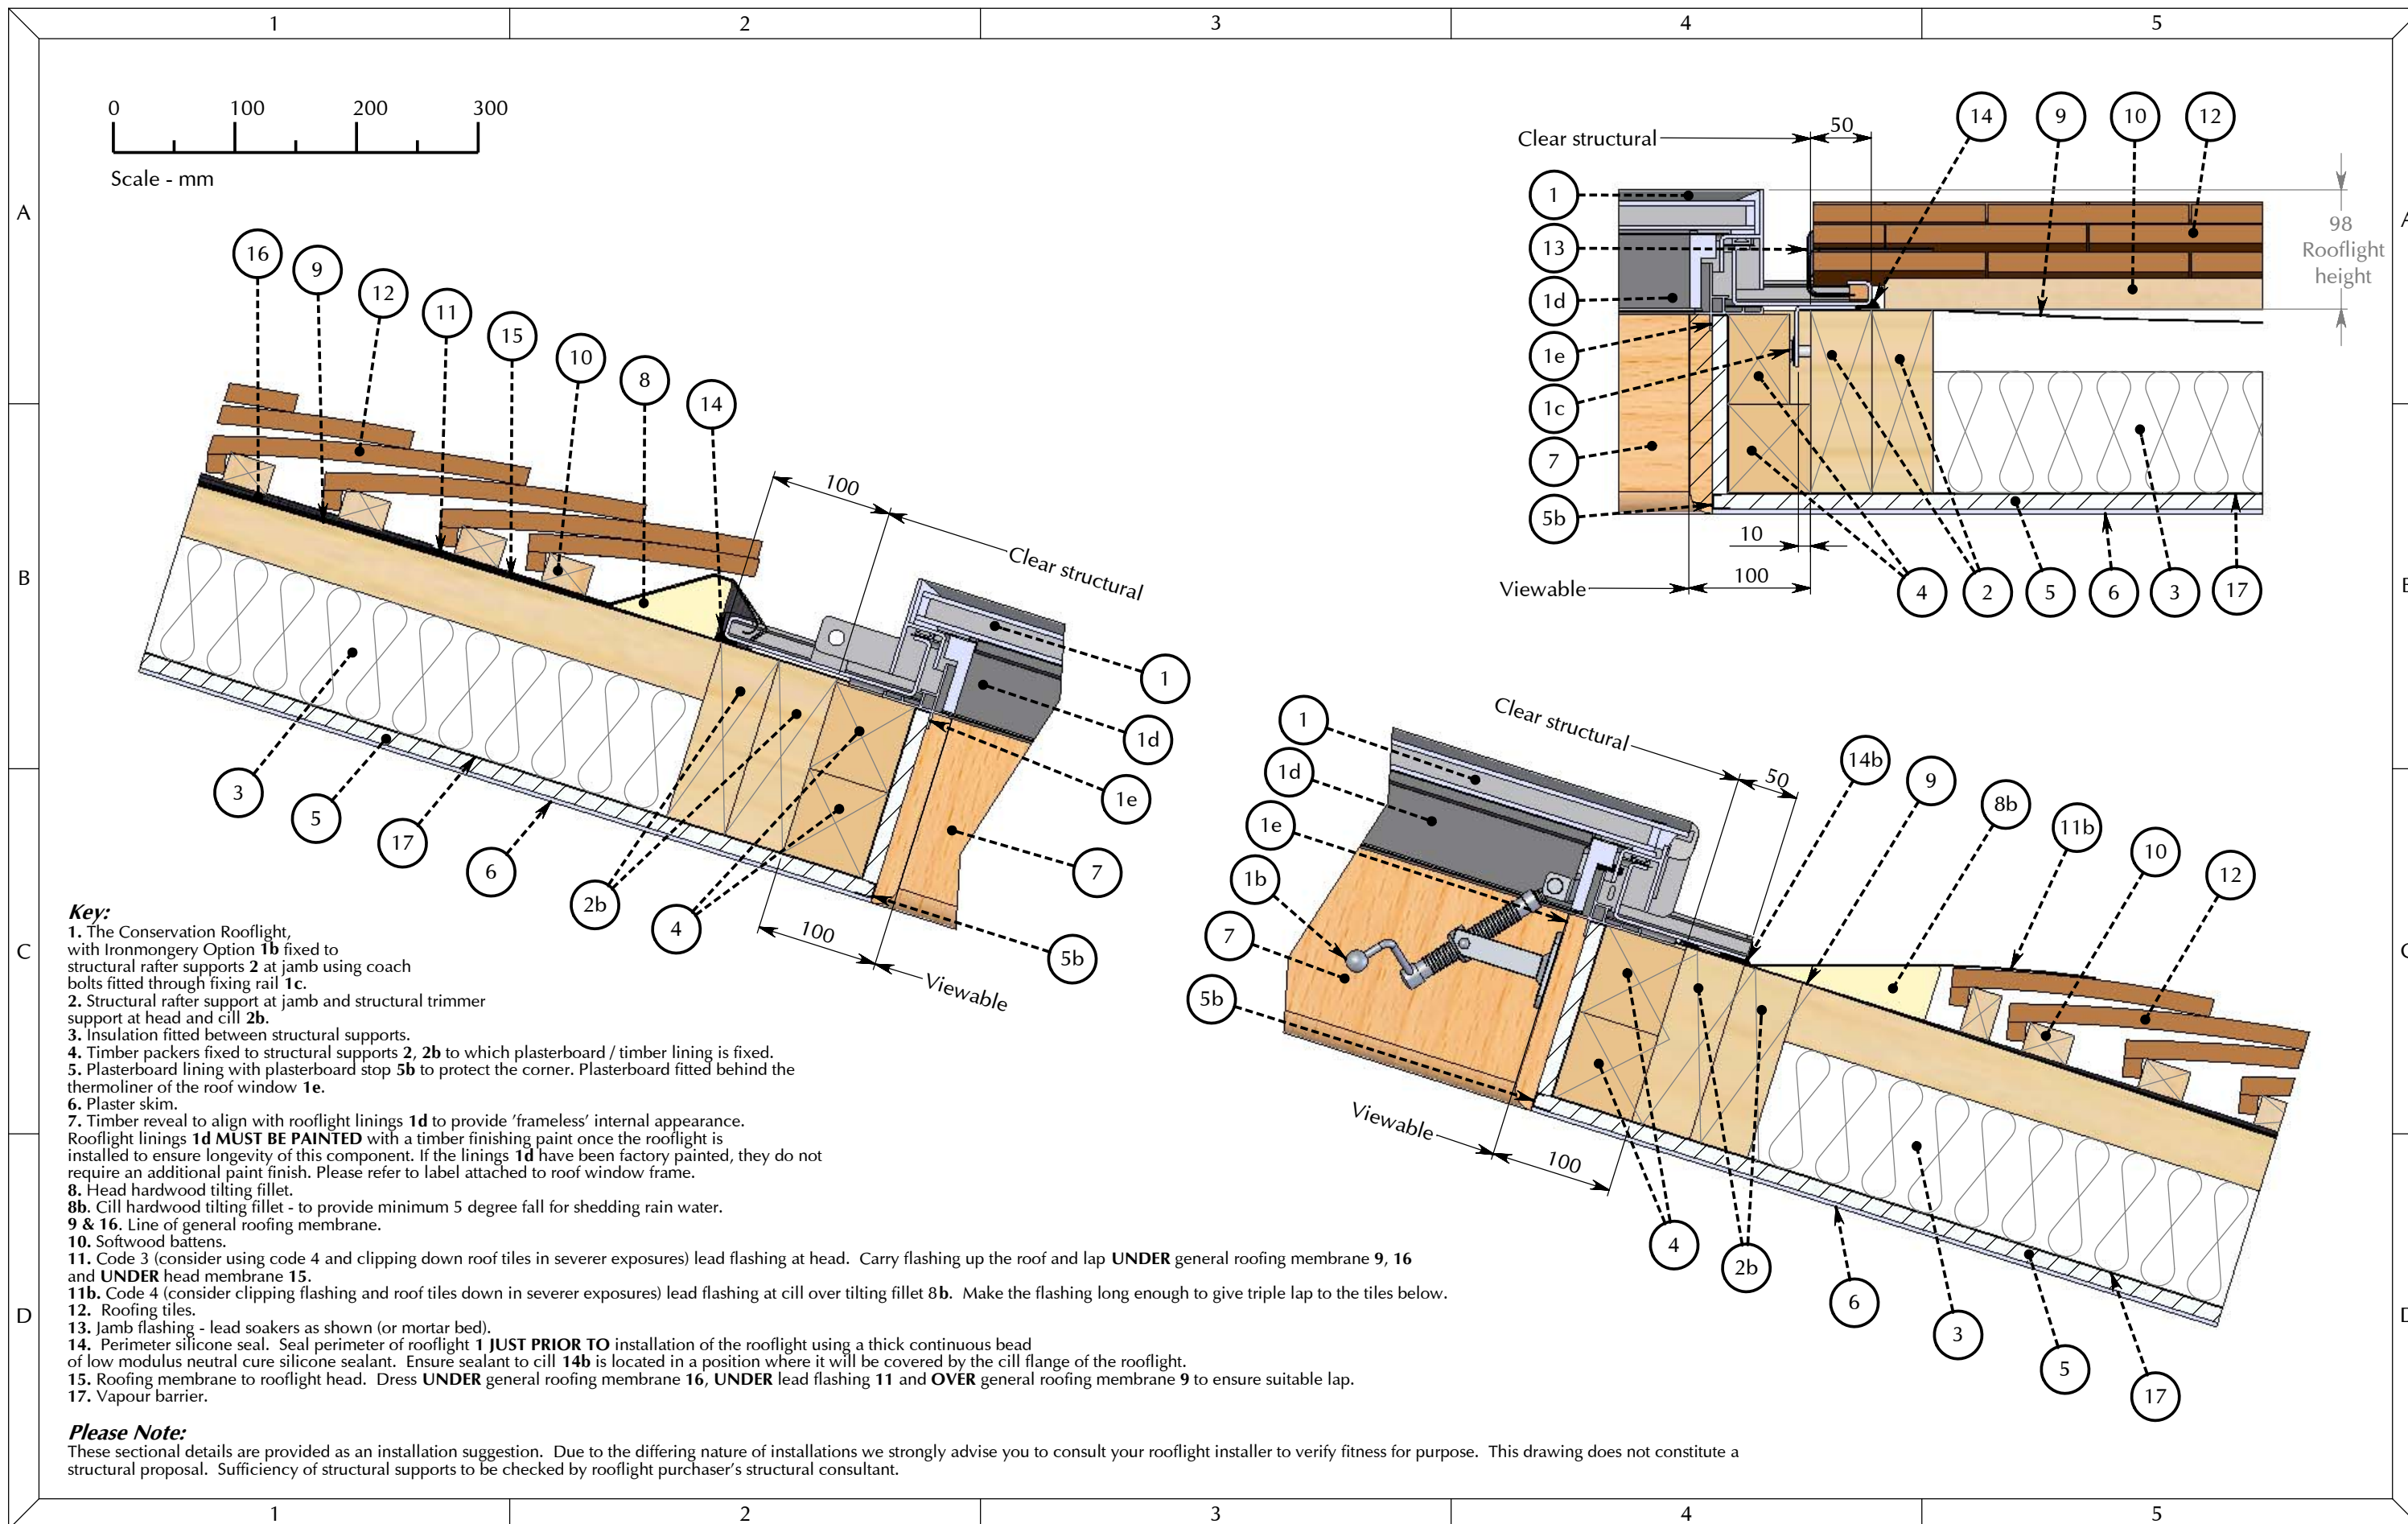 1 2 3 4 5
A
B
C
D
0 100 200 300
Scale - mm
16
9
12
11
15
10
8
14
100
Clear structural
1
1d
1e
7
5b
3
5
17
6
2b
4
100
Viewable
Clear structural
50
14
9
10
12
1
13
1d
1e
1c
7
5b
98
Rooflight
height
10
100
Viewable
4
2
5
6
3
17
Clear structural
50
1
1d
1e
1b
7
5b
14b
9
8b
11b
10
12
Viewable
100
4
2b
6
3
5
17
Key:
1. The Conservation Rooflight,
with Ironmongery Option 1b fixed to
structural rafter supports 2 at jamb using coach
bolts fitted through fixing rail 1c.
2. Structural rafter support at jamb and structural trimmer
support at head and cill 2b.
3. Insulation fitted between structural supports.
4. Timber packers fixed to structural supports 2, 2b to which plasterboard / timber lining is fixed.
5. Plasterboard lining with plasterboard stop 5b to protect the corner. Plasterboard fitted behind the
thermoliner of the roof window 1e.
6. Plaster skim.
7. Timber reveal to align with rooflight linings 1d to provide 'frameless' internal appearance.
Rooflight linings 1d MUST BE PAINTED with a timber finishing paint once the rooflight is
installed to ensure longevity of this component. If the linings 1d have been factory painted, they do not
require an additional paint finish. Please refer to label attached to roof window frame.
8. Head hardwood tilting fillet.
8b. Cill hardwood tilting fillet - to provide minimum 5 degree fall for shedding rain water.
9 & 16. Line of general roofing membrane.
10. Softwood battens.
11. Code 3 (consider using code 4 and clipping down roof tiles in severer exposures) lead flashing at head. Carry flashing up the roof and lap UNDER general roofing membrane 9, 16
and UNDER head membrane 15.
11b. Code 4 (consider clipping flashing and roof tiles down in severer exposures) lead flashing at cill over tilting fillet 8b. Make the flashing long enough to give triple lap to the tiles below.
12. Roofing tiles.
13. Jamb flashing - lead soakers as shown (or mortar bed).
14. Perimeter silicone seal. Seal perimeter of rooflight 1 JUST PRIOR TO installation of the rooflight using a thick continuous bead
of low modulus neutral cure silicone sealant. Ensure sealant to cill 14b is located in a position where it will be covered by the cill flange of the rooflight.
15. Roofing membrane to rooflight head. Dress UNDER general roofing membrane 16, UNDER lead flashing 11 and OVER general roofing membrane 9 to ensure suitable lap.
17. Vapour barrier.
Please Note:
These sectional details are provided as an installation suggestion. Due to the differing nature of installations we strongly advise you to consult your rooflight installer to verify fitness for purpose. This drawing does not constitute a
structural proposal. Sufficiency of structural supports to be checked by rooflight purchaser's structural consultant.
1 2 3 4 5